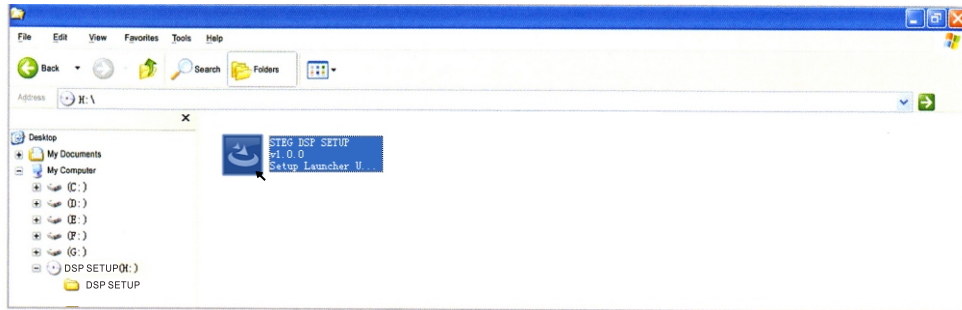 File Edit View Favorites Tools Help
Back Search Folders
Address H:\
Desktop
My Documents
My Computer
(C:)
(D:)
(E:)
(F:)
(G:)
DSP SETUP(H:)
DSP SETUP
STEG DSP SETUP
v1.0.0
Setup Launcher U...